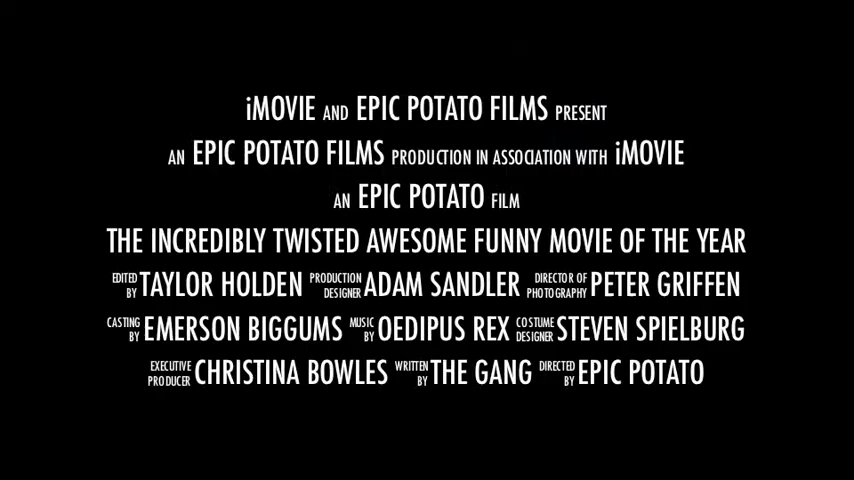 iMOVIE AND EPIC POTATO FILMS PRESENT
AN EPIC POTATO FILMS PRODUCTION IN ASSOCIATION WITH iMOVIE
AN EPIC POTATO FILM
THE INCREDIBLY TWISTED AWESOME FUNNY MOVIE OF THE YEAR
EDITED BY TAYLOR HOLDEN PRODUCTION DESIGNER ADAM SANDLER DIRECTOR OF PHOTOGRAPHY PETER GRIFFEN
CASTING BY EMERSON BIGGUMS MUSIC BY OEDIPUS REX COSTUME DESIGNER STEVEN SPIELBURG
EXECUTIVE PRODUCER CHRISTINA BOWLES WRITTEN BY THE GANG DIRECTED BY EPIC POTATO